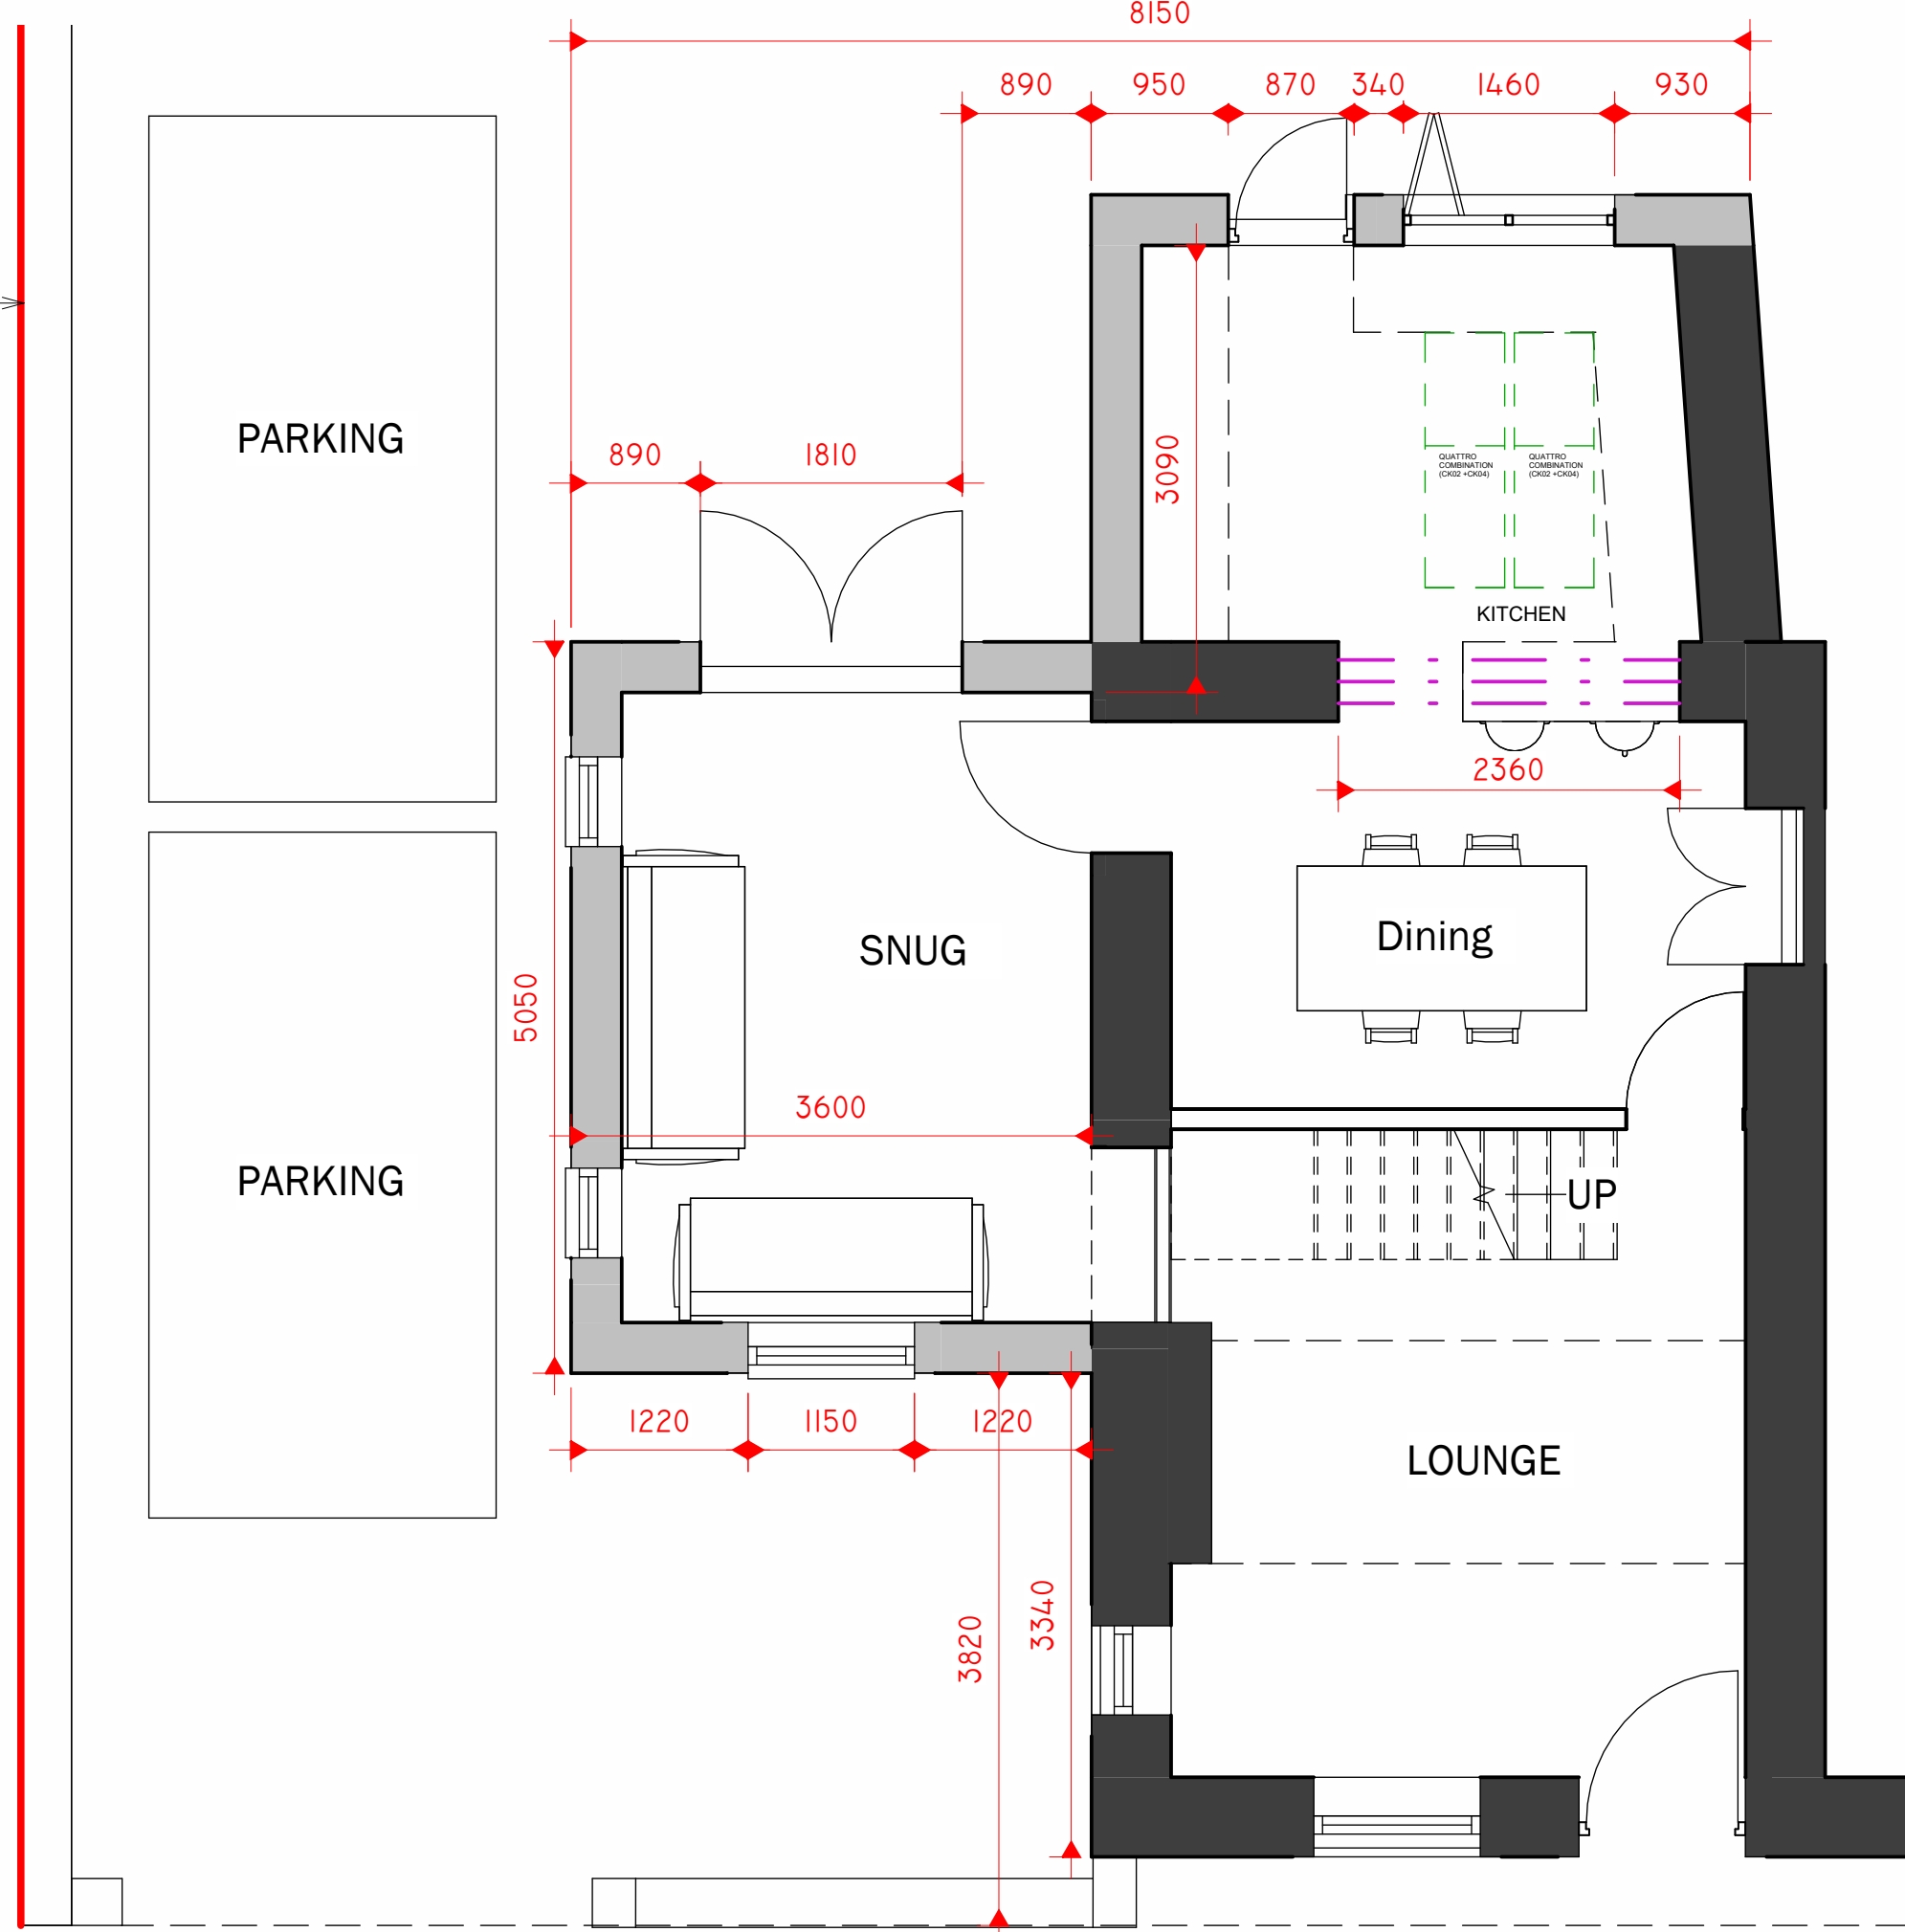 8150
890 950 870 340 1460 930
PARKING
890 1810
3090
QUATTRO
COMBINATION
(CK02 +CK04)
QUATTRO
COMBINATION
(CK02 +CK04)
KITCHEN
2360
SNUG
Dining
5050
3600
PARKING
UP
1220 1150 1220
LOUNGE
3820
3340